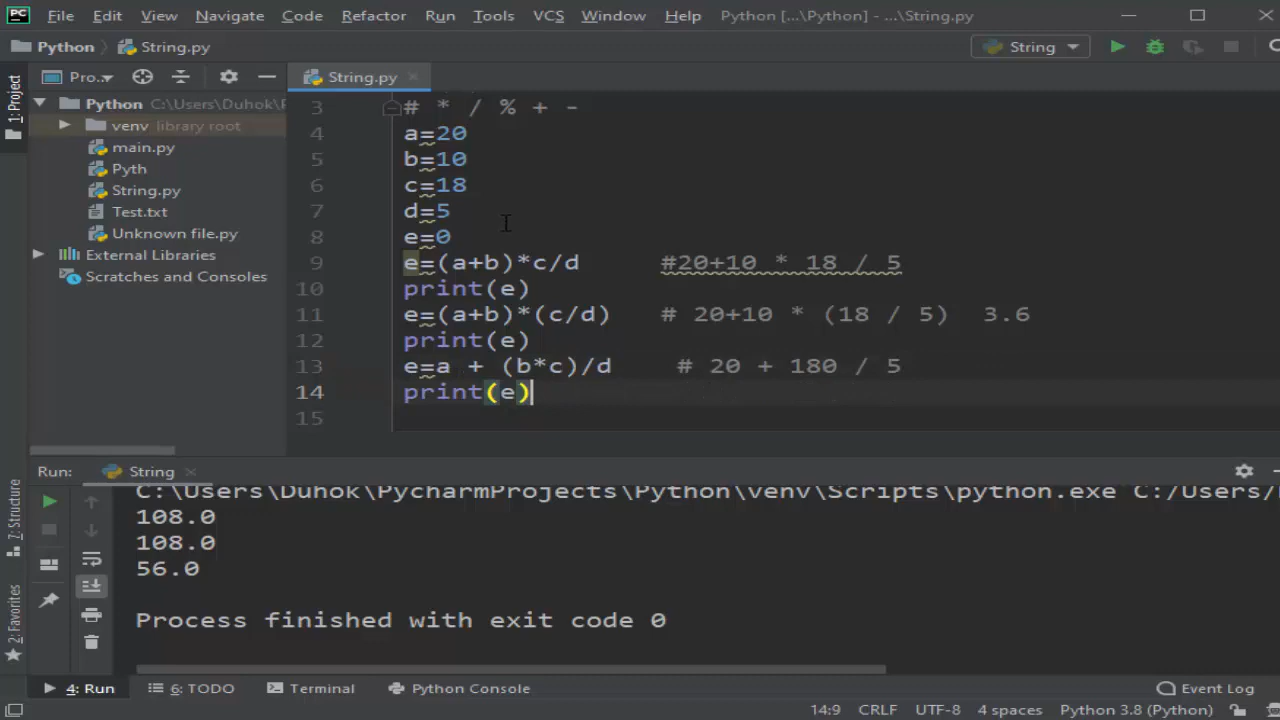 PC File Edit View Navigate Code Refactor Run Tools VCS Window Help Python [...\Python] - ...\String.py
Python String.py String
1: Project
Pro... String.py
Python C:\Users\Duhok\P
venv library root
main.py
Pyth
String.py
Test.txt
Unknown file.py
External Libraries
Scratches and Consoles
3 # * / % + -
4 a=20
5 b=10
6 c=18
7 d=5
8 e=0
9 e=(a+b)*c/d #20+10 * 18 / 5
10 print(e)
11 e=(a+b)*(c/d) # 20+10 * (18 / 5) 3.6
12 print(e)
13 e=a + (b*c)/d # 20 + 180 / 5
14 print(e)
15
Run: String
7: Structure
2: Favorites
C:\Users\Duhok\PycharmProjects\Python\venv\Scripts\python.exe C:/Users/
108.0
108.0
56.0
Process finished with exit code 0
4: Run 6: TODO Terminal Python Console Event Log
14:9 CRLF UTF-8 4 spaces Python 3.8 (Python)